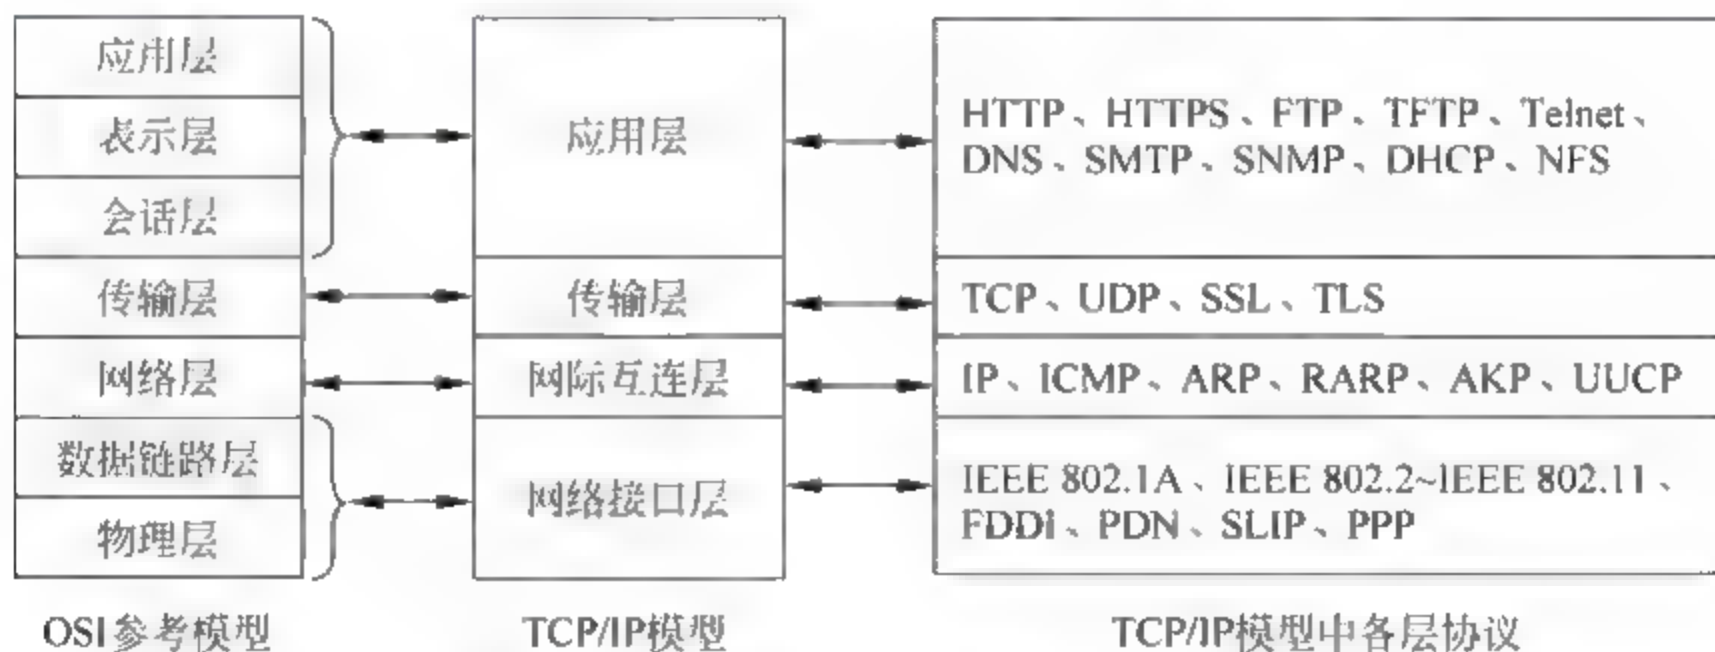 应用层
表示层
会话层
传输层
网络层
数据链路层
物理层
OSI参考模型
应用层
传输层
网际互连层
网络接口层
TCP/IP模型
HTTP、HTTPS、FTP、TFTP、Telnet、
DNS、SMTP、SNMP、DHCP、NFS
TCP、UDP、SSL、TLS
IP、ICMP、ARP、RARP、AKP、UUCP
IEEE 802.1A、IEEE 802.2~IEEE 802.11、
FDDI、PDN、SLIP、PPP
TCP/IP模型中各层协议